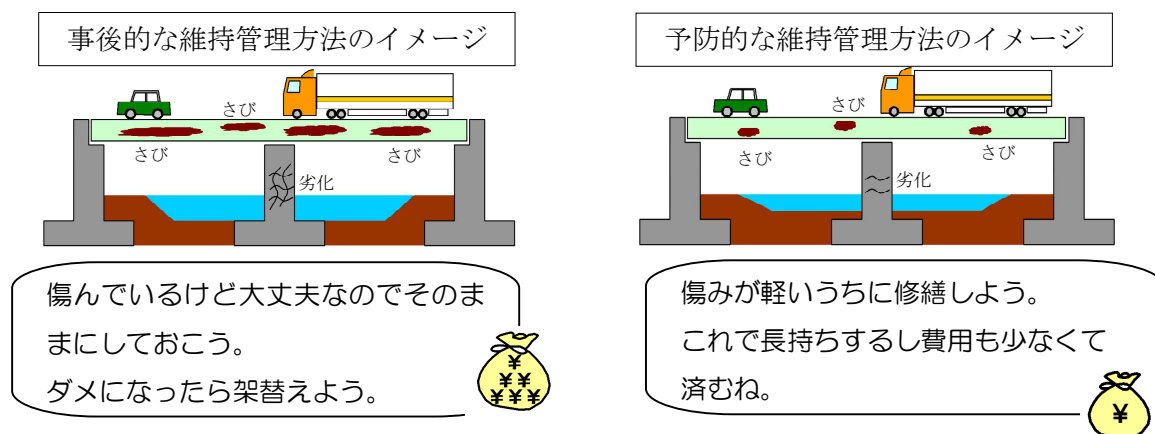 事後的な維持管理方法のイメージ
さび
さび
さび
劣化
傷んでいるけど大丈夫なのでそのま
まにしておこう。
ダメになったら架替えよう。
¥
¥¥
¥¥¥
予防的な維持管理方法のイメージ
さび
さび
さび
劣化
傷みが軽いうちに修繕しよう。
これで長持ちするし費用も少なくて
済むね。
¥